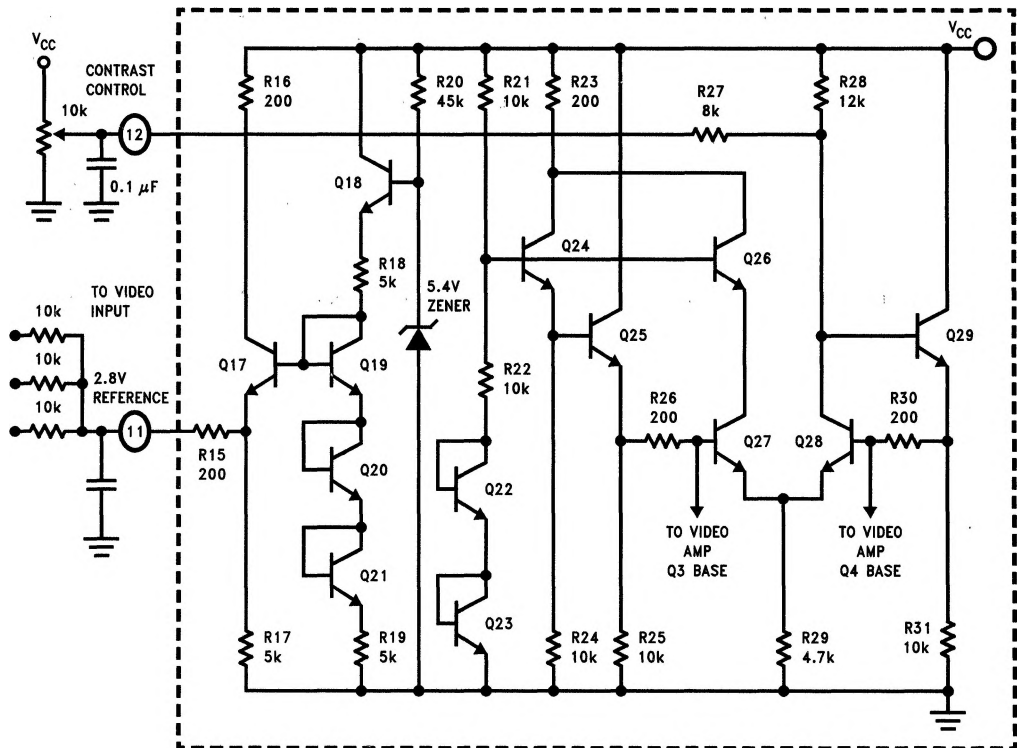 VCC
CONTRAST
CONTROL
10k
12
0.1 μF
TO VIDEO
INPUT
10k
10k
10k
2.8V
REFERENCE
11
R15
200
R16
200
Q17
R17
5k
Q18
R18
5k
Q19
Q20
Q21
R19
5k
R20
45k
5.4V
ZENER
R21
10k
R22
10k
Q22
Q23
R23
200
Q24
R24
10k
Q25
R25
10k
Q26
R26
200
Q27
TO VIDEO
AMP
Q3 BASE
R27
8k
R28
12k
Q28
R29
4.7k
TO VIDEO
AMP
Q4 BASE
VCC
Q29
R30
200
R31
10k